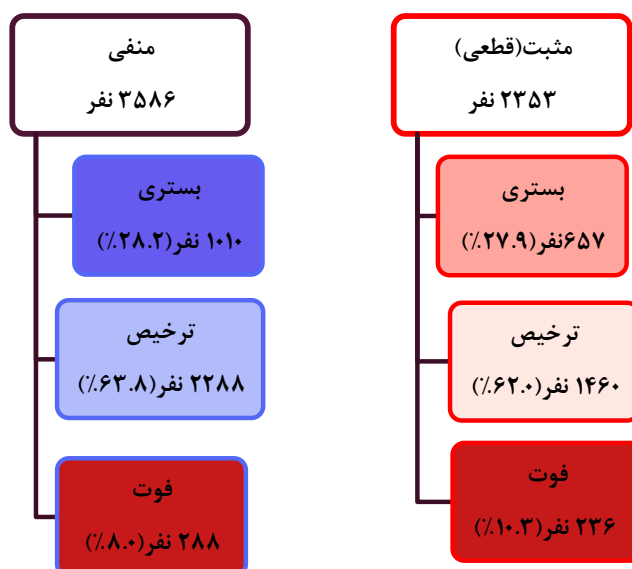 مثبت(قطعی)
۲۳۵۳ نفر
بستری
۶۵۷نفر(۲۷.۹٪)
ترخیص
۱۴۶۰ نفر(۶۲.۰٪)
فوت
۲۳۶ نفر(۱۰.۳٪)
منفی
۳۵۸۶ نفر
بستری
۱۰۱۰ نفر(۲۸.۲٪)
ترخیص
۲۲۸۸ نفر(۶۳.۸٪)
فوت
۲۸۸ نفر(۸.۰٪)